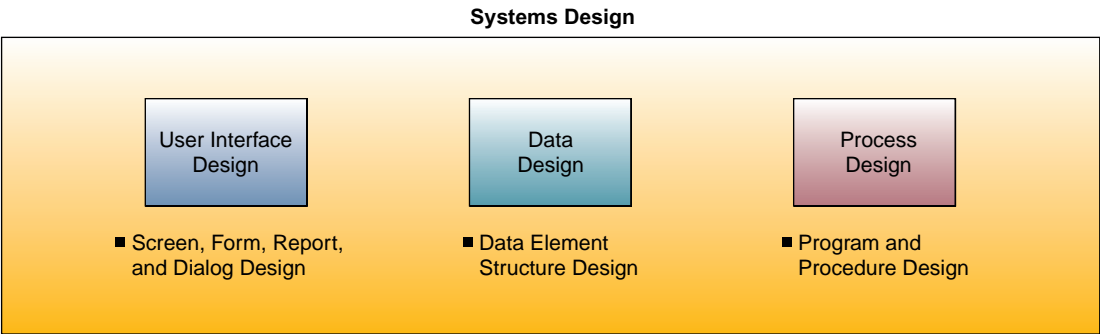 Systems Design
User Interface
Design
Data
Design
Process
Design
■ Screen, Form, Report,
and Dialog Design
■ Data Element
Structure Design
■ Program and
Procedure Design